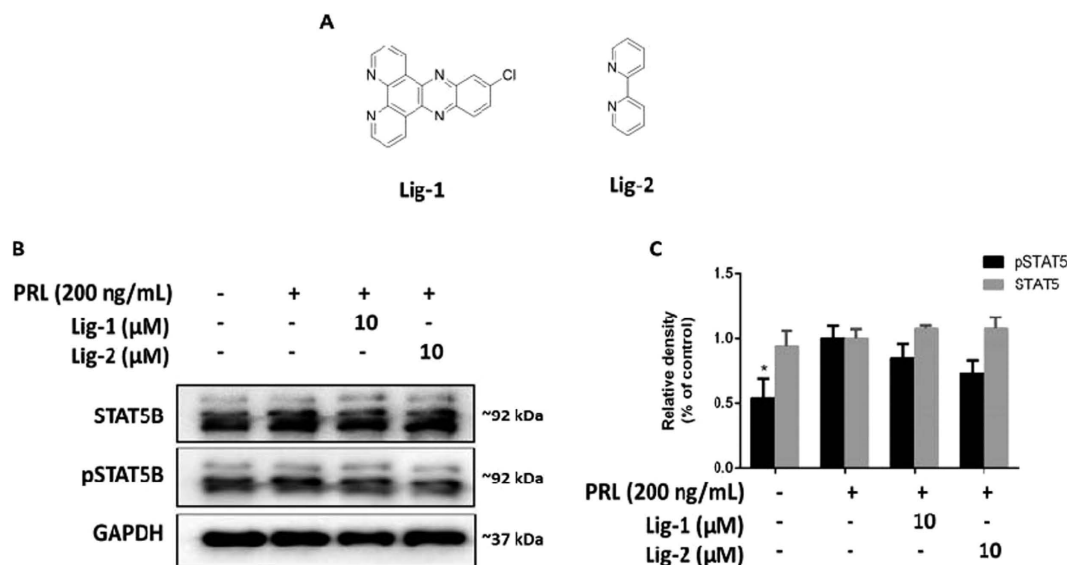 A
N
N
N
N
Cl
N
N
Lig-1
Lig-2
B
PRL (200 ng/mL) - + + +
Lig-1 (μM) - - 10 -
Lig-2 (μM) - - - 10
STAT5B ~92 kDa
pSTAT5B ~92 kDa
GAPDH ~37 kDa
C
pSTAT5
STAT5
Relative density
(% of control)
1.5
1.0
0.5
0.0
*
PRL (200 ng/mL) - + + +
Lig-1 (μM) - - 10 -
Lig-2 (μM) - - - 10